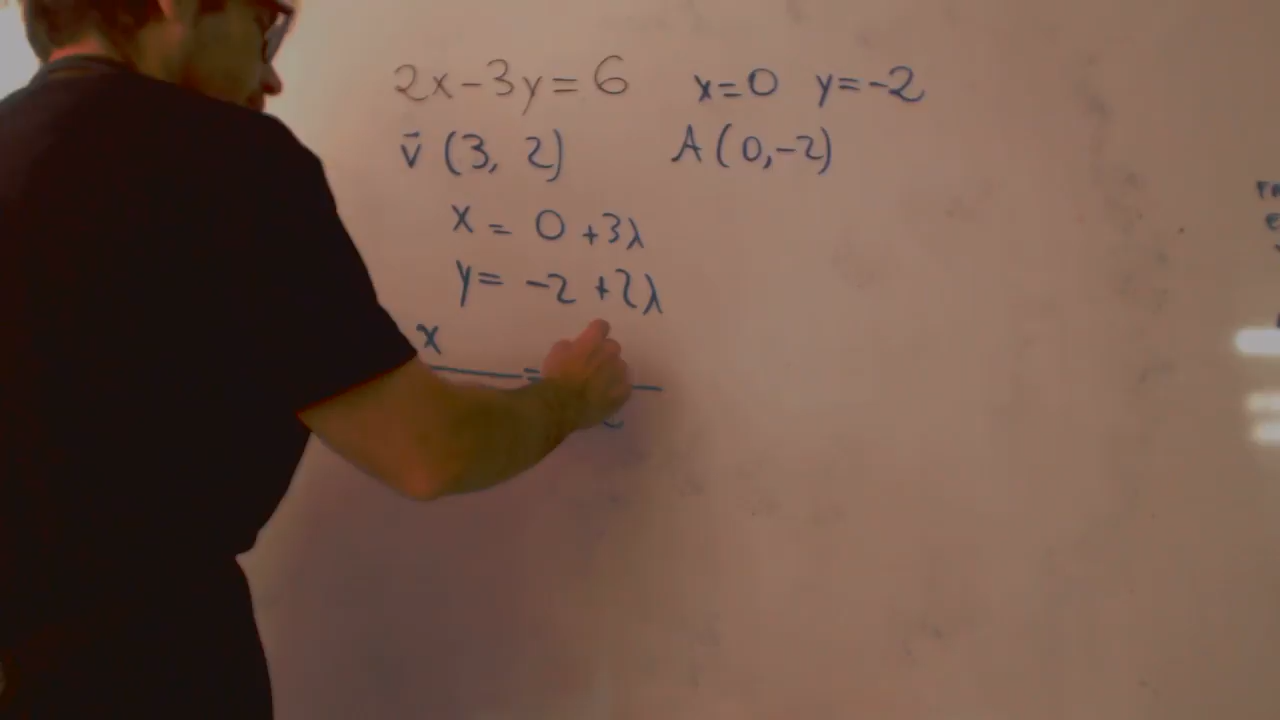 2x-3y=6 x=0 y=-2
v⃗ (3, 2) A(0,-2)
x = 0 +3λ
y= -2 +2λ
x
=